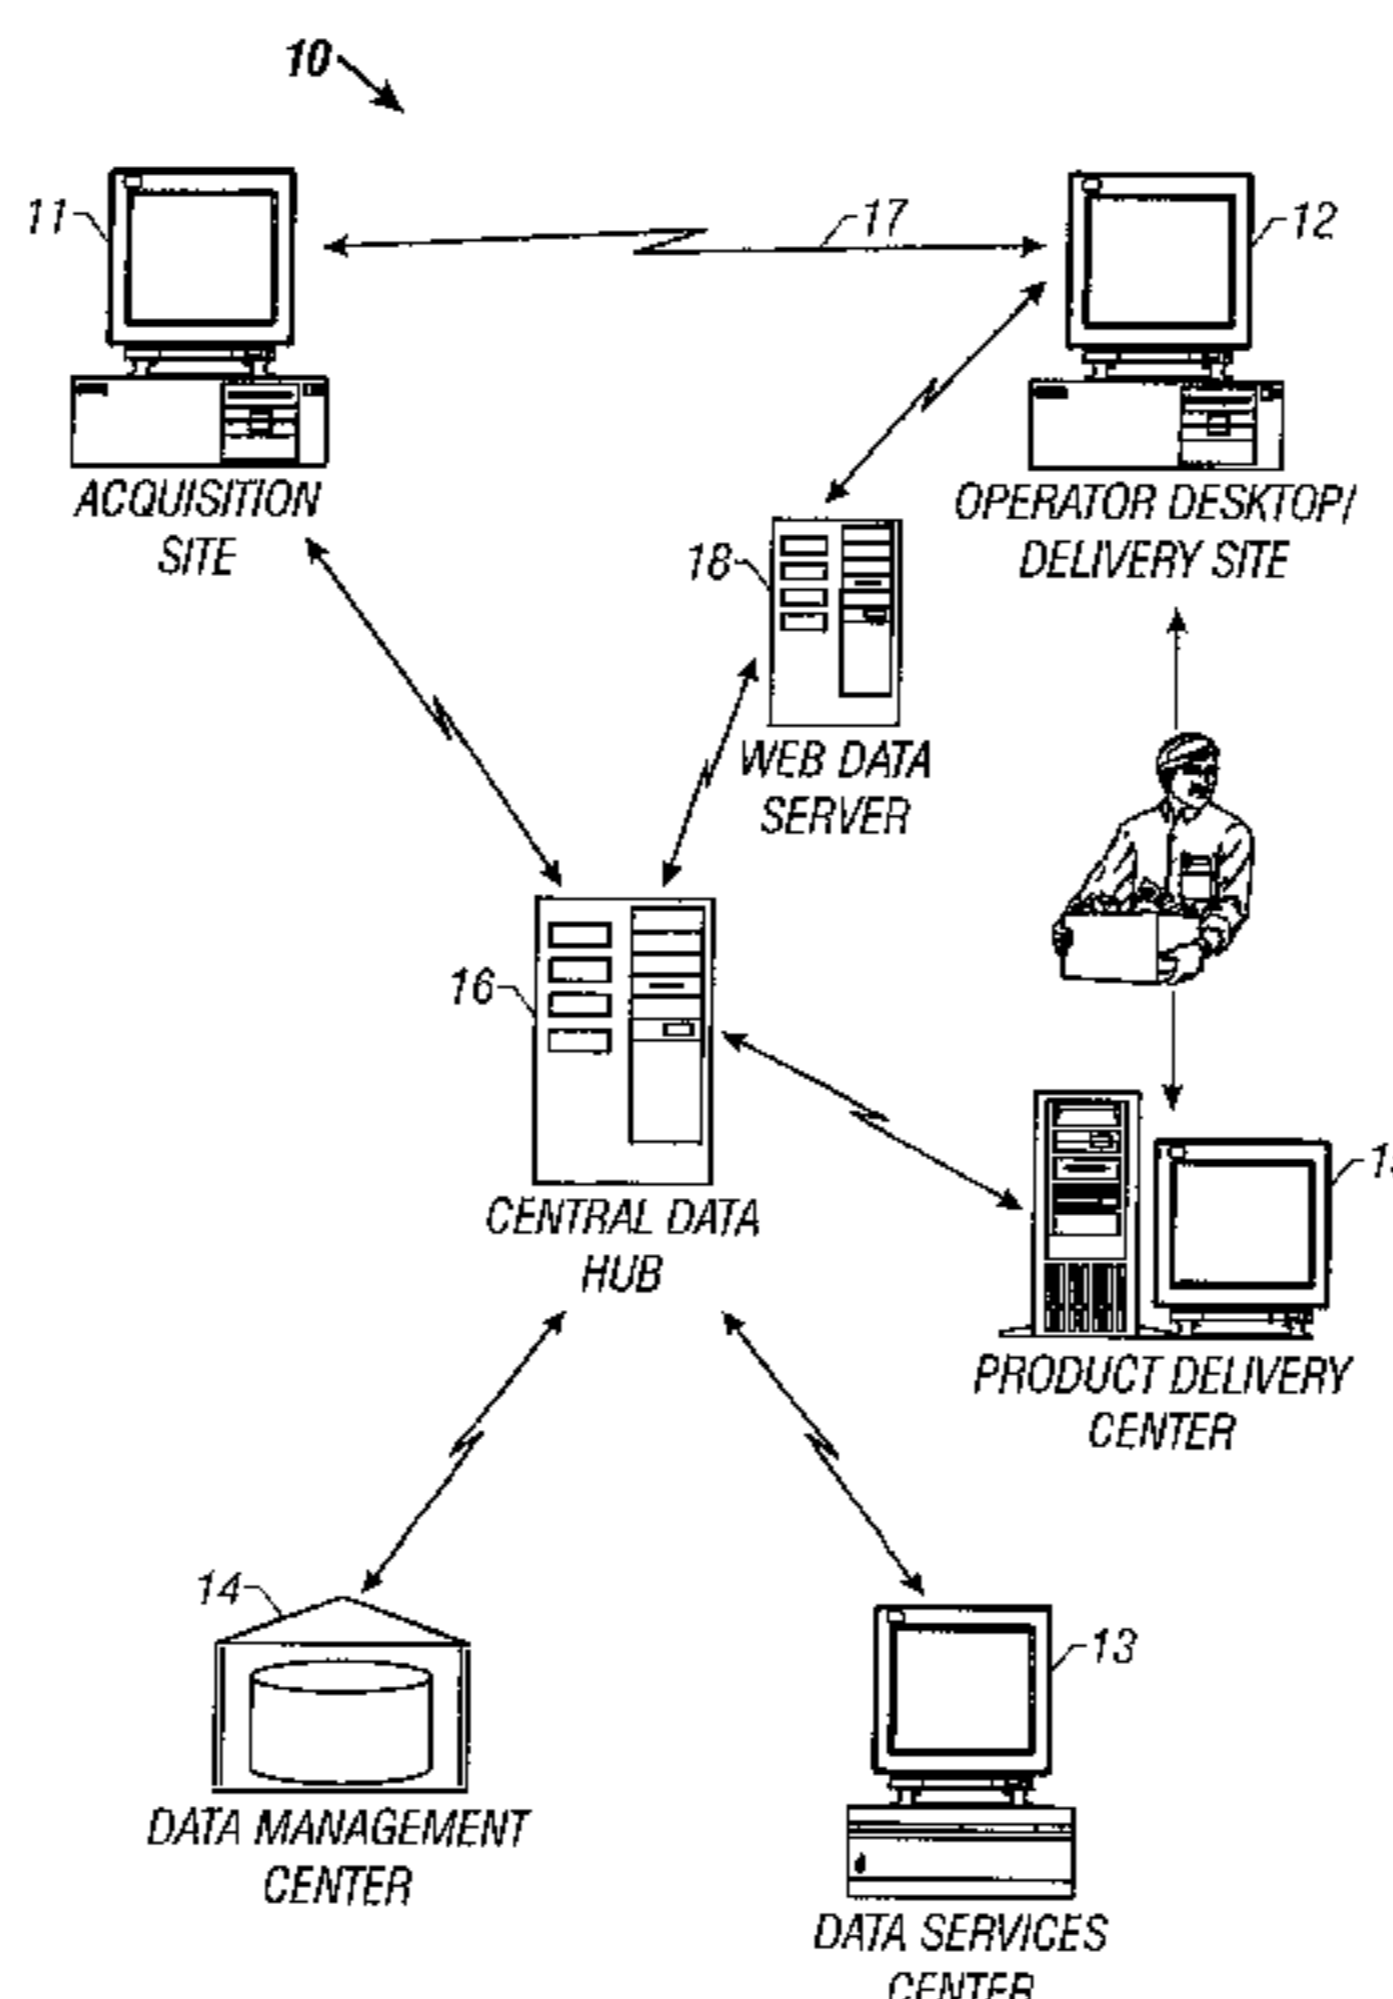 10
11
17
12
ACQUISITION
SITE
OPERATOR DESKTOP/
DELIVERY SITE
18
WEB DATA
SERVER
16
CENTRAL DATA
HUB
PRODUCT DELIVERY
CENTER
14
13
DATA MANAGEMENT
CENTER
DATA SERVICES
CENTER